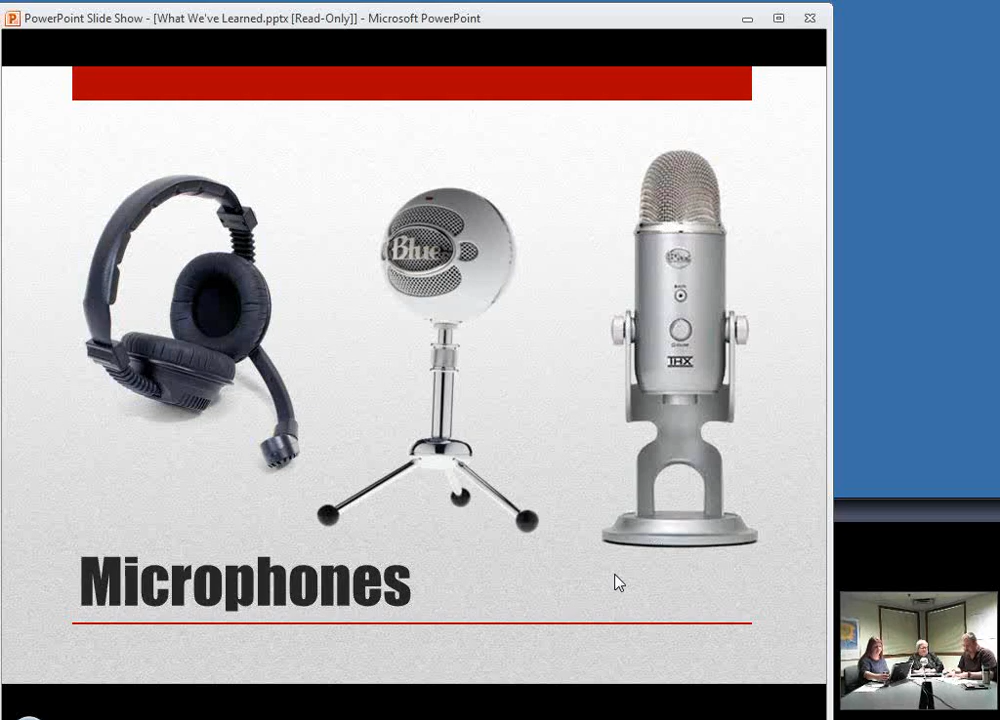 PowerPoint Slide Show - [What We've Learned.pptx [Read-Only]] - Microsoft PowerPoint
Blue
Blue
THX
Microphones